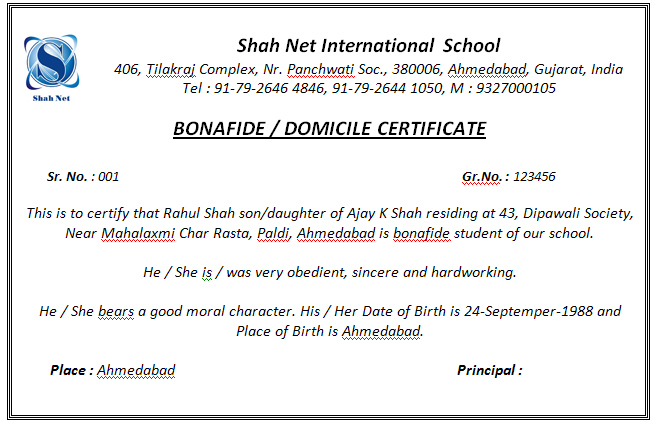 Shah Net
Shah Net International School
406, Tilakraj Complex, Nr. Panchwati Soc., 380006, Ahmedabad, Gujarat, India
Tel : 91-79-2646 4846, 91-79-2644 1050, M : 9327000105
BONAFIDE / DOMICILE CERTIFICATE
Sr. No. : 001 Gr.No. : 123456
This is to certify that Rahul Shah son/daughter of Ajay K Shah residing at 43, Dipawali Society,
Near Mahalaxmi Char Rasta, Paldi, Ahmedabad is bonafide student of our school.
He / She is / was very obedient, sincere and hardworking.
He / She bears a good moral character. His / Her Date of Birth is 24-Septemper-1988 and
Place of Birth is Ahmedabad.
Place : Ahmedabad Principal :